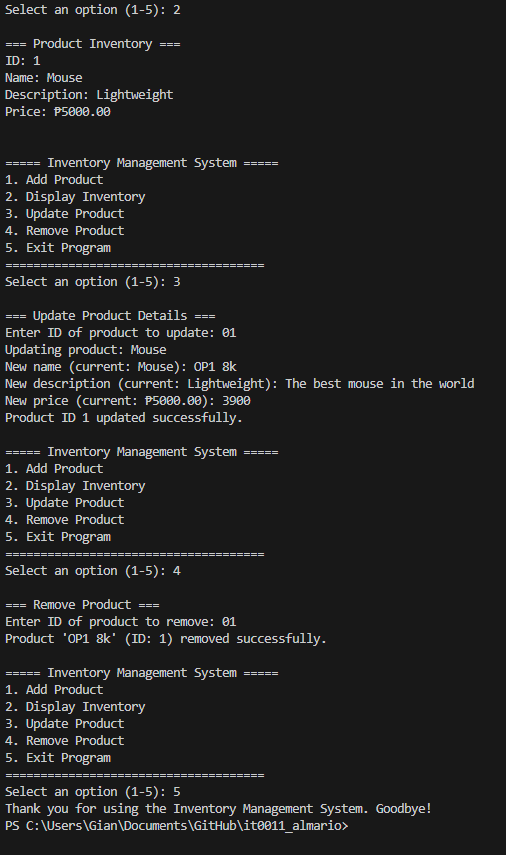 Select an option (1-5): 2
=== Product Inventory ===
ID: 1
Name: Mouse
Description: Lightweight
Price: ₱5000.00
===== Inventory Management System =====
1. Add Product
2. Display Inventory
3. Update Product
4. Remove Product
5. Exit Program
=====================================
Select an option (1-5): 3
=== Update Product Details ===
Enter ID of product to update: 01
Updating product: Mouse
New name (current: Mouse): OP1 8k
New description (current: Lightweight): The best mouse in the world
New price (current: ₱5000.00): 3900
Product ID 1 updated successfully.
===== Inventory Management System =====
1. Add Product
2. Display Inventory
3. Update Product
4. Remove Product
5. Exit Program
=====================================
Select an option (1-5): 4
=== Remove Product ===
Enter ID of product to remove: 01
Product 'OP1 8k' (ID: 1) removed successfully.
===== Inventory Management System =====
1. Add Product
2. Display Inventory
3. Update Product
4. Remove Product
5. Exit Program
=====================================
Select an option (1-5): 5
Thank you for using the Inventory Management System. Goodbye!
PS C:\Users\Gian\Documents\GitHub\it0011_almario>